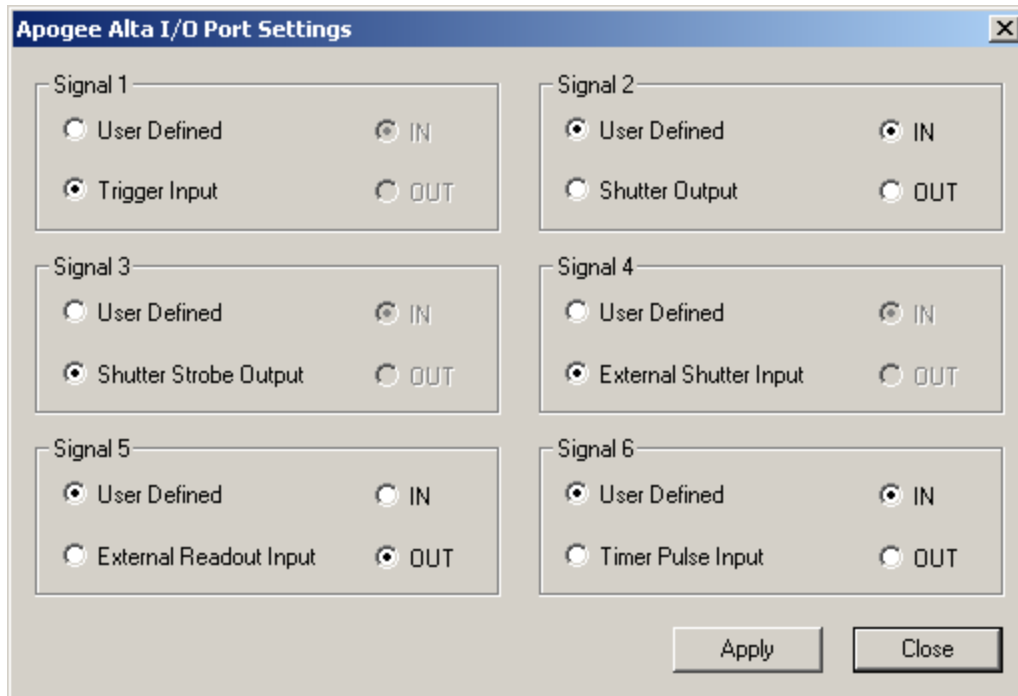 Apogee Alta I/O Port Settings
Signal 1
User Defined IN
Trigger Input OUT
Signal 2
User Defined IN
Shutter Output OUT
Signal 3
User Defined IN
Shutter Strobe Output OUT
Signal 4
User Defined IN
External Shutter Input OUT
Signal 5
User Defined IN
External Readout Input OUT
Signal 6
User Defined IN
Timer Pulse Input OUT
Apply Close